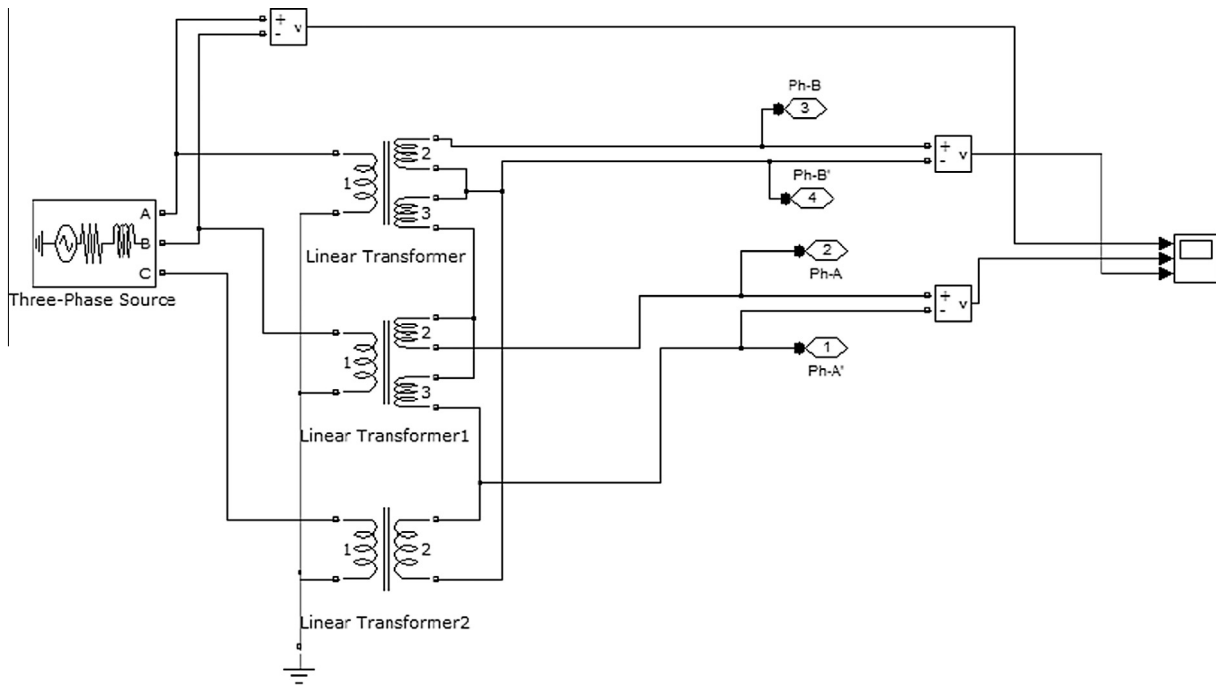 +
-
v
Ph-B
3
1
2
3
+
-
v
Ph-B'
4
A
B
C
Three-Phase Source
Linear Transformer
2
Ph-A
+
-
v
1
2
3
1
Ph-A'
Linear Transformer1
1
2
Linear Transformer2